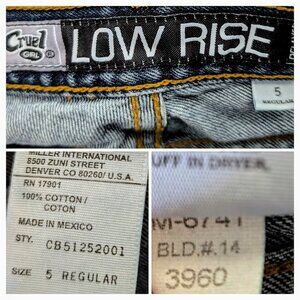 Cruel
GIRL
LOW RISE
5
REGULAR
MILLER INTERNATIONAL
8500 ZUNI STREET
DENVER CO 80260/ U.S.A.
RN 17901
100% COTTON /
COTON
MADE IN MEXICO
STY. CB51252001
SIZE 5 REGULAR
UFF IN DRYER
M-6741
BLD.#.14
3960